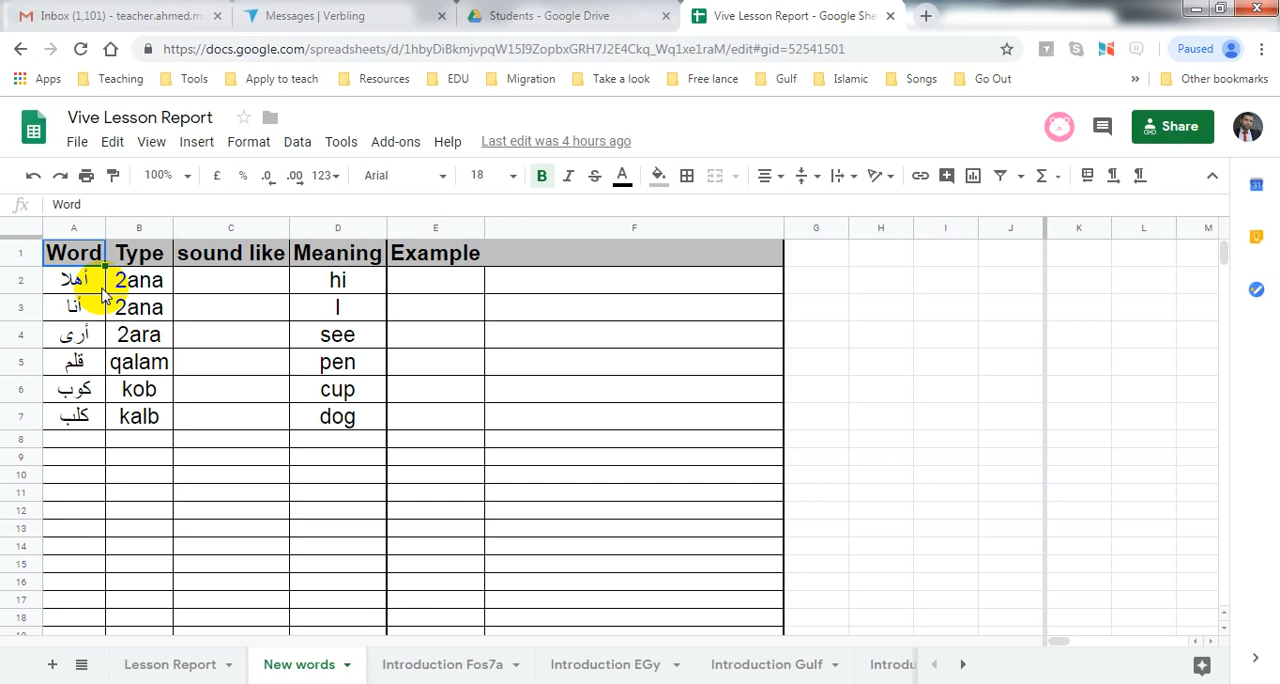 Inbox (1,101) - teacher.ahmed.m
Messages | Verbling
Students - Google Drive
Vive Lesson Report - Google She
https://docs.google.com/spreadsheets/d/1hbyDiBkmjvpqW15I9ZopbxGRH7J2E4Ckq_Wq1xe1raM/edit#gid=52541501
Paused
Apps Teaching Tools Apply to teach Resources EDU Migration Take a look Free lance Gulf Islamic Songs Go Out » Other bookmarks
Vive Lesson Report
Share
File Edit View Insert Format Data Tools Add-ons Help Last edit was 4 hours ago
100% £ % .0 .00 123 Arial 18 B I S A
fx Word
A B C D E F G H I J K L M
1 Word Type sound like Meaning Example
2 أهلا 2ana hi
3 أنا 2ana I
4 أرى 2ara see
5 قلم qalam pen
6 كوب kob cup
7 كلب kalb dog
8
9
10
11
12
13
14
15
16
17
18
Lesson Report New words Introduction Fos7a Introduction EGy Introduction Gulf Introdu